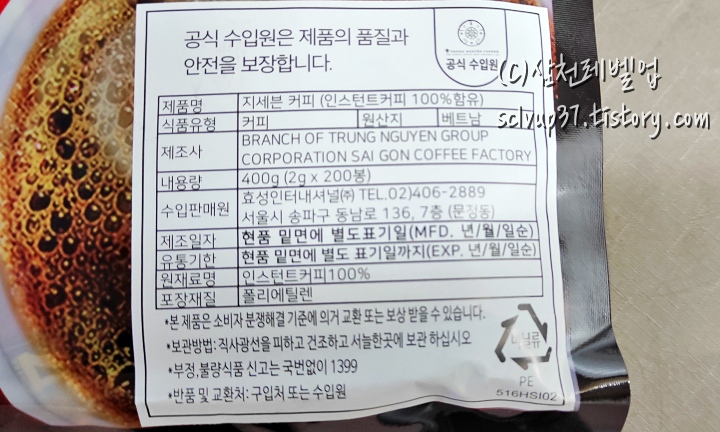 공식 수입원은 제품의 품질과
안전을 보장합니다.
공식 수입원
(C)삼천레벨업
sclvup37.tistory.com
제품명 지세븐 커피 (인스턴트커피 100%함유)
식품유형 커피 원산지 베트남
제조사 BRANCH OF TRUNG NGUYEN GROUP
CORPORATION SAI GON COFFEE FACTORY
내용량 400g (2g x 200봉)
수입판매원 효성인터내셔널㈜ TEL.02)406-2889
서울시 송파구 동남로 136, 7층 (문정동)
제조일자 현품 밑면에 별도표기일(MFD. 년/월/일순)
유통기한 현품 밑면에 별도 표기일까지(EXP. 년/월/일순)
원재료명 인스턴트커피100%
포장재질 폴리에틸렌
*본 제품은 소비자 분쟁해결 기준에 의거 교환 또는 보상 받을 수 있습니다.
*보관방법: 직사광선을 피하고 건조하고 서늘한곳에 보관 하십시오
*부정,불량식품 신고는 국번없이 1399
*반품 및 교환처: 구입처 또는 수입원
비닐류
PE
516HSI02